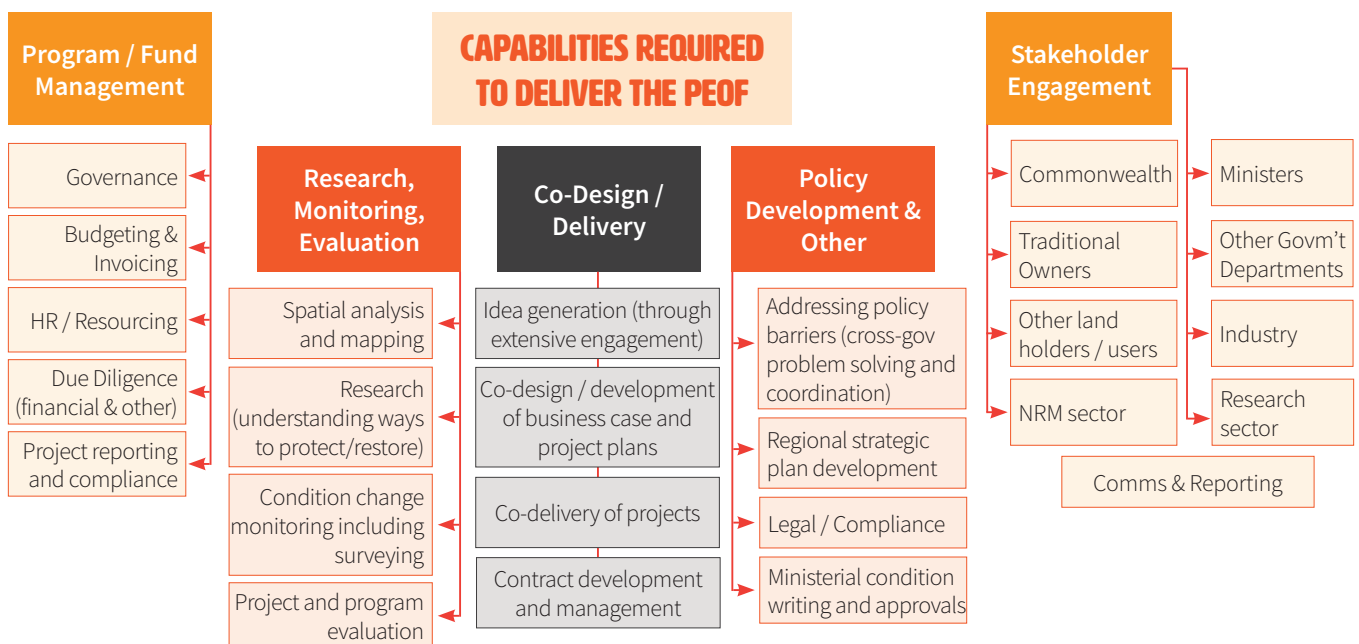 CAPABILITIES REQUIRED
TO DELIVER THE PEOF
Program / Fund
Management
Governance
Budgeting &
Invoicing
HR / Resourcing
Due Diligence
(financial & other)
Project reporting
and compliance
Research,
Monitoring,
Evaluation
Spatial analysis
and mapping
Research
(understanding ways
to protect/restore)
Condition change
monitoring including
surveying
Project and program
evaluation
Co-Design /
Delivery
Idea generation (through
extensive engagement)
Co-design / development
of business case and
project plans
Co-delivery of projects
Contract development
and management
Policy
Development &
Other
Addressing policy
barriers (cross-gov
problem solving and
coordination)
Regional strategic
plan development
Legal / Compliance
Ministerial condition
writing and approvals
Stakeholder
Engagement
Commonwealth
Traditional
Owners
Other land
holders / users
NRM sector
Ministers
Other Govm't
Departments
Industry
Research
sector
Comms & Reporting